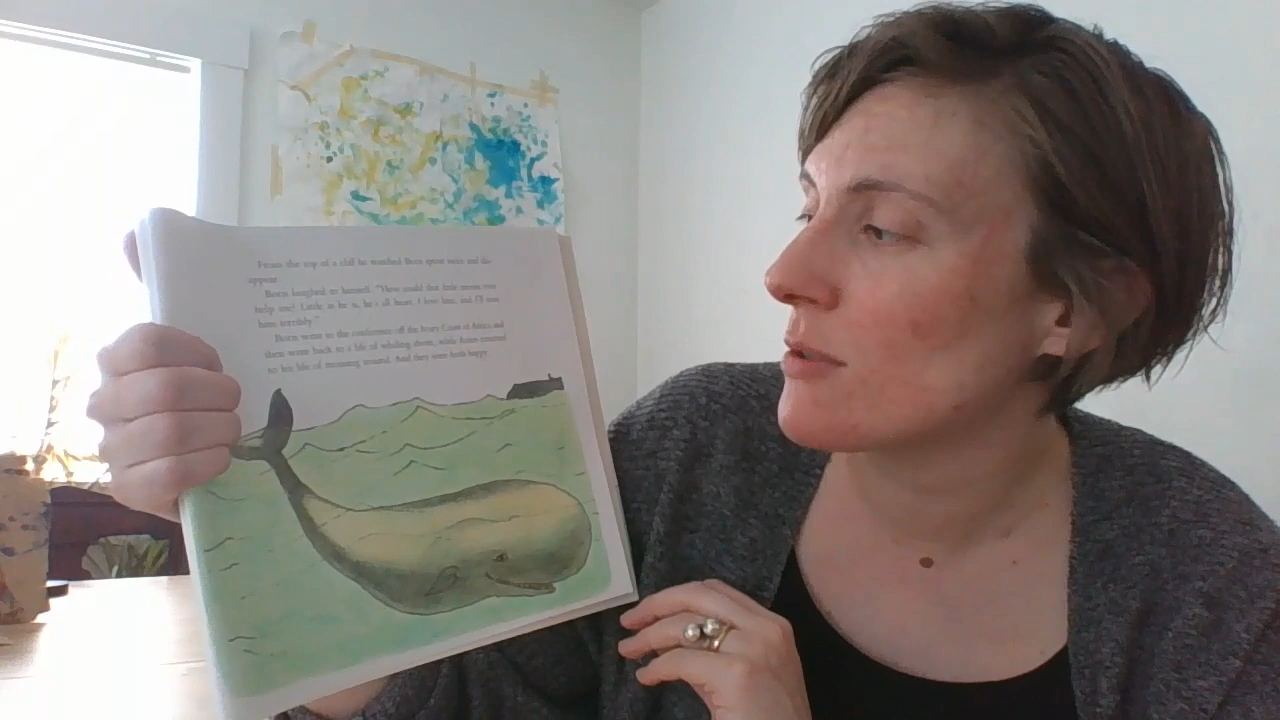 From the top of a cliff he watched Boris spout twice and dis-
appear.
Boris laughed to himself. "How could that little mouse ever
help me? Little as he is, he's all heart. I love him, and I'll miss
him terribly."
Boris went to the conference off the Ivory Coast of Africa and
then went back to a life of whaling about, while Amos returned
to his life of mousing around. And they were both happy.